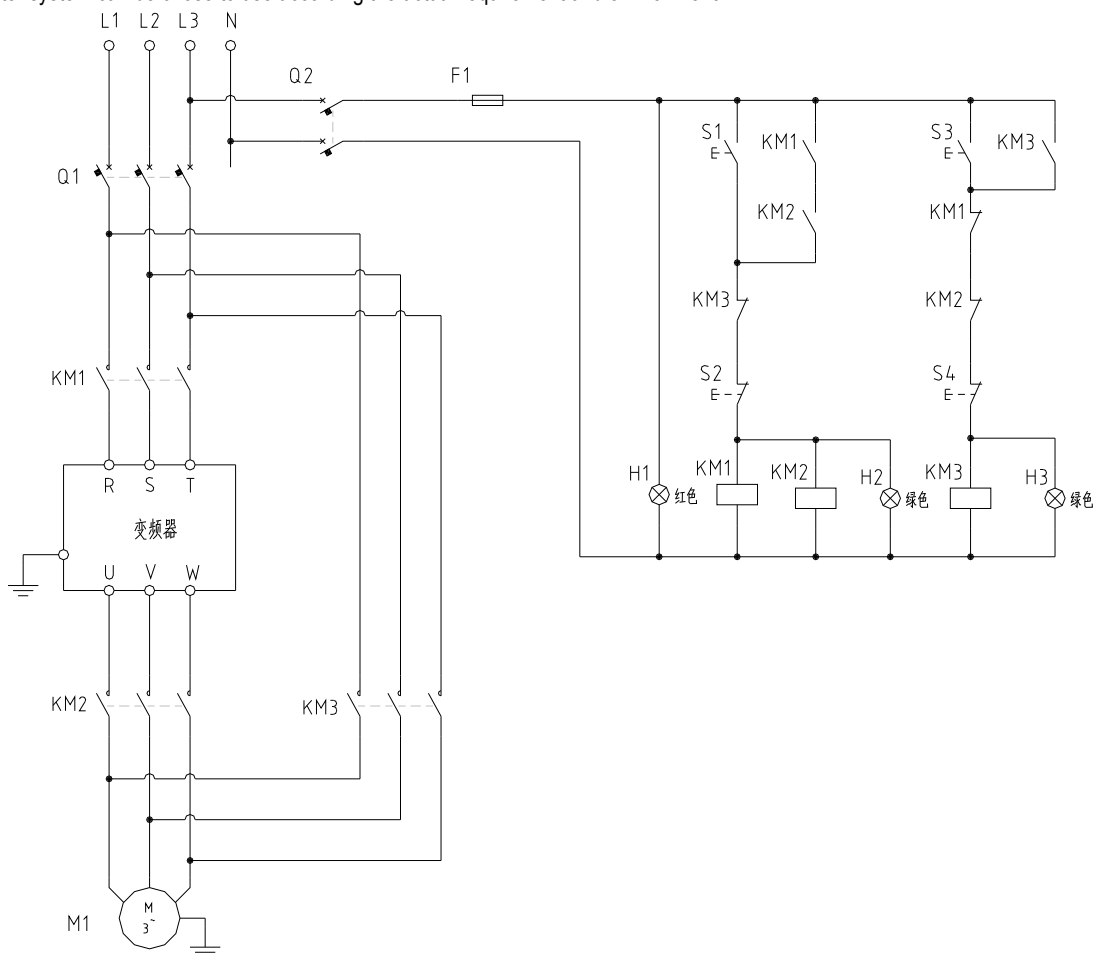 L1 L2 L3 N
Q2 F1
S1 KM1 S3 KM3
Q1
KM2 KM1
KM3 KM2
KM1 S2 S4
H1 KM1 KM2 H2 KM3 H3
R S T
红色 绿色 绿色
变频器
U V W
KM2 KM3
M
M1 3~